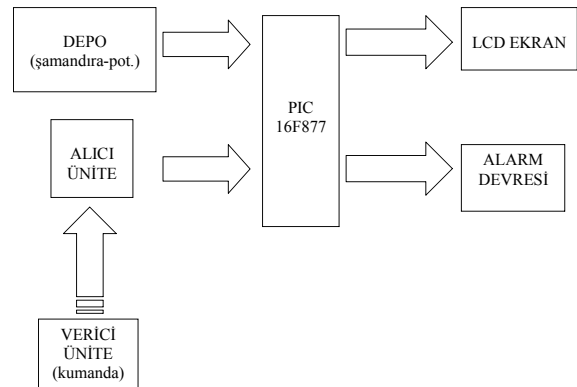 DEPO
(şamandıra-pot.)
PIC
16F877
LCD EKRAN
ALICI
ÜNİTE
ALARM
DEVRESİ
VERİCİ
ÜNİTE
(kumanda)